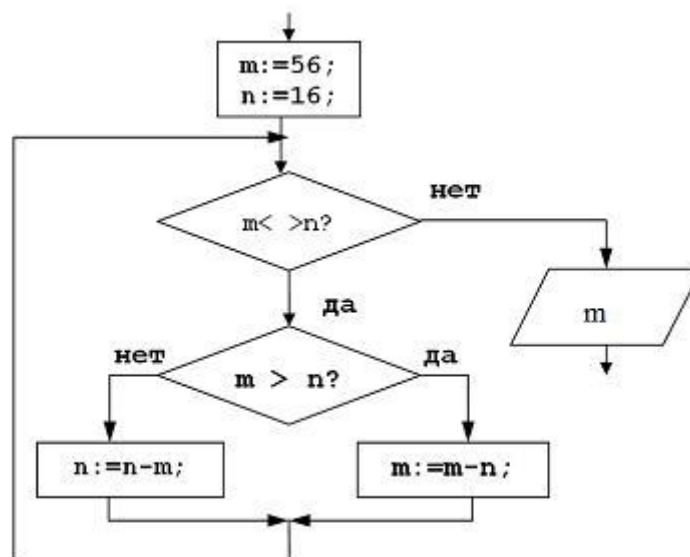 m:=56;
n:=16;
m< >n?
нет
m
да
нет
m > n?
да
n:=n-m;
m:=m-n;